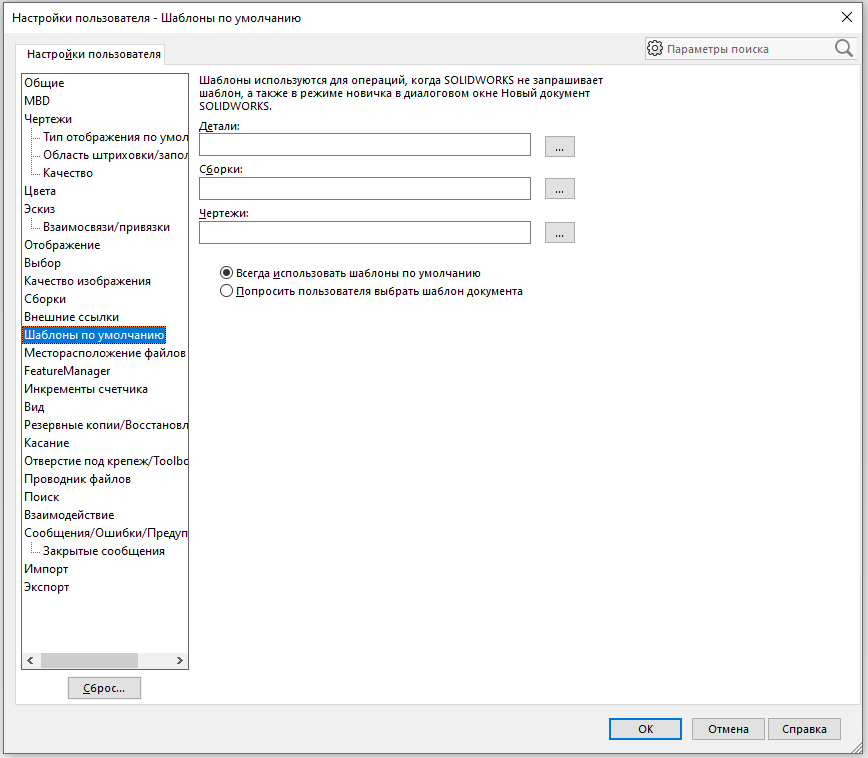 Настройки пользователя - Шаблоны по умолчанию
Настройки пользователя
Параметры поиска
Общие
MBD
Чертежи
Тип отображения по умол
Область штриховки/запол
Качество
Цвета
Эскиз
Взаимосвязи/привязки
Отображение
Выбор
Качество изображения
Сборки
Внешние ссылки
Шаблоны по умолчанию
Месторасположение файлов
FeatureManager
Инкременты счетчика
Вид
Резервные копии/Восстановл
Касание
Отверстие под крепеж/Toolbo
Проводник файлов
Поиск
Взаимодействие
Сообщения/Ошибки/Предуп
Закрытые сообщения
Импорт
Экспорт
Сброс...
Шаблоны используются для операций, когда SOLIDWORKS не запрашивает
шаблон, а также в режиме новичка в диалоговом окне Новый документ
SOLIDWORKS.
Детали:
...
Сборки:
...
Чертежи:
...
Всегда использовать шаблоны по умолчанию
Попросить пользователя выбрать шаблон документа
OK
Отмена
Справка